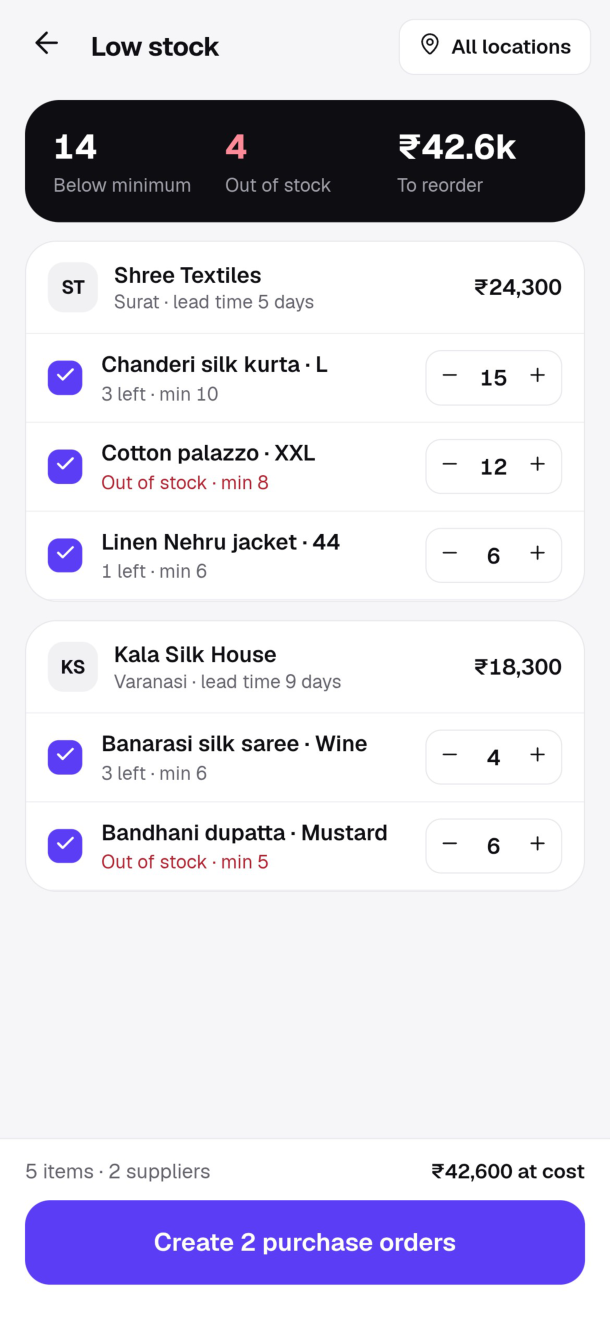 Low stock
All locations
14
Below minimum
4
Out of stock
₹42.6k
To reorder
ST
Shree Textiles
Surat · lead time 5 days
₹24,300
Chanderi silk kurta · L
3 left · min 10
− 15 +
Cotton palazzo · XXL
Out of stock · min 8
− 12 +
Linen Nehru jacket · 44
1 left · min 6
− 6 +
KS
Kala Silk House
Varanasi · lead time 9 days
₹18,300
Banarasi silk saree · Wine
3 left · min 6
− 4 +
Bandhani dupatta · Mustard
Out of stock · min 5
− 6 +
5 items · 2 suppliers
₹42,600 at cost
Create 2 purchase orders